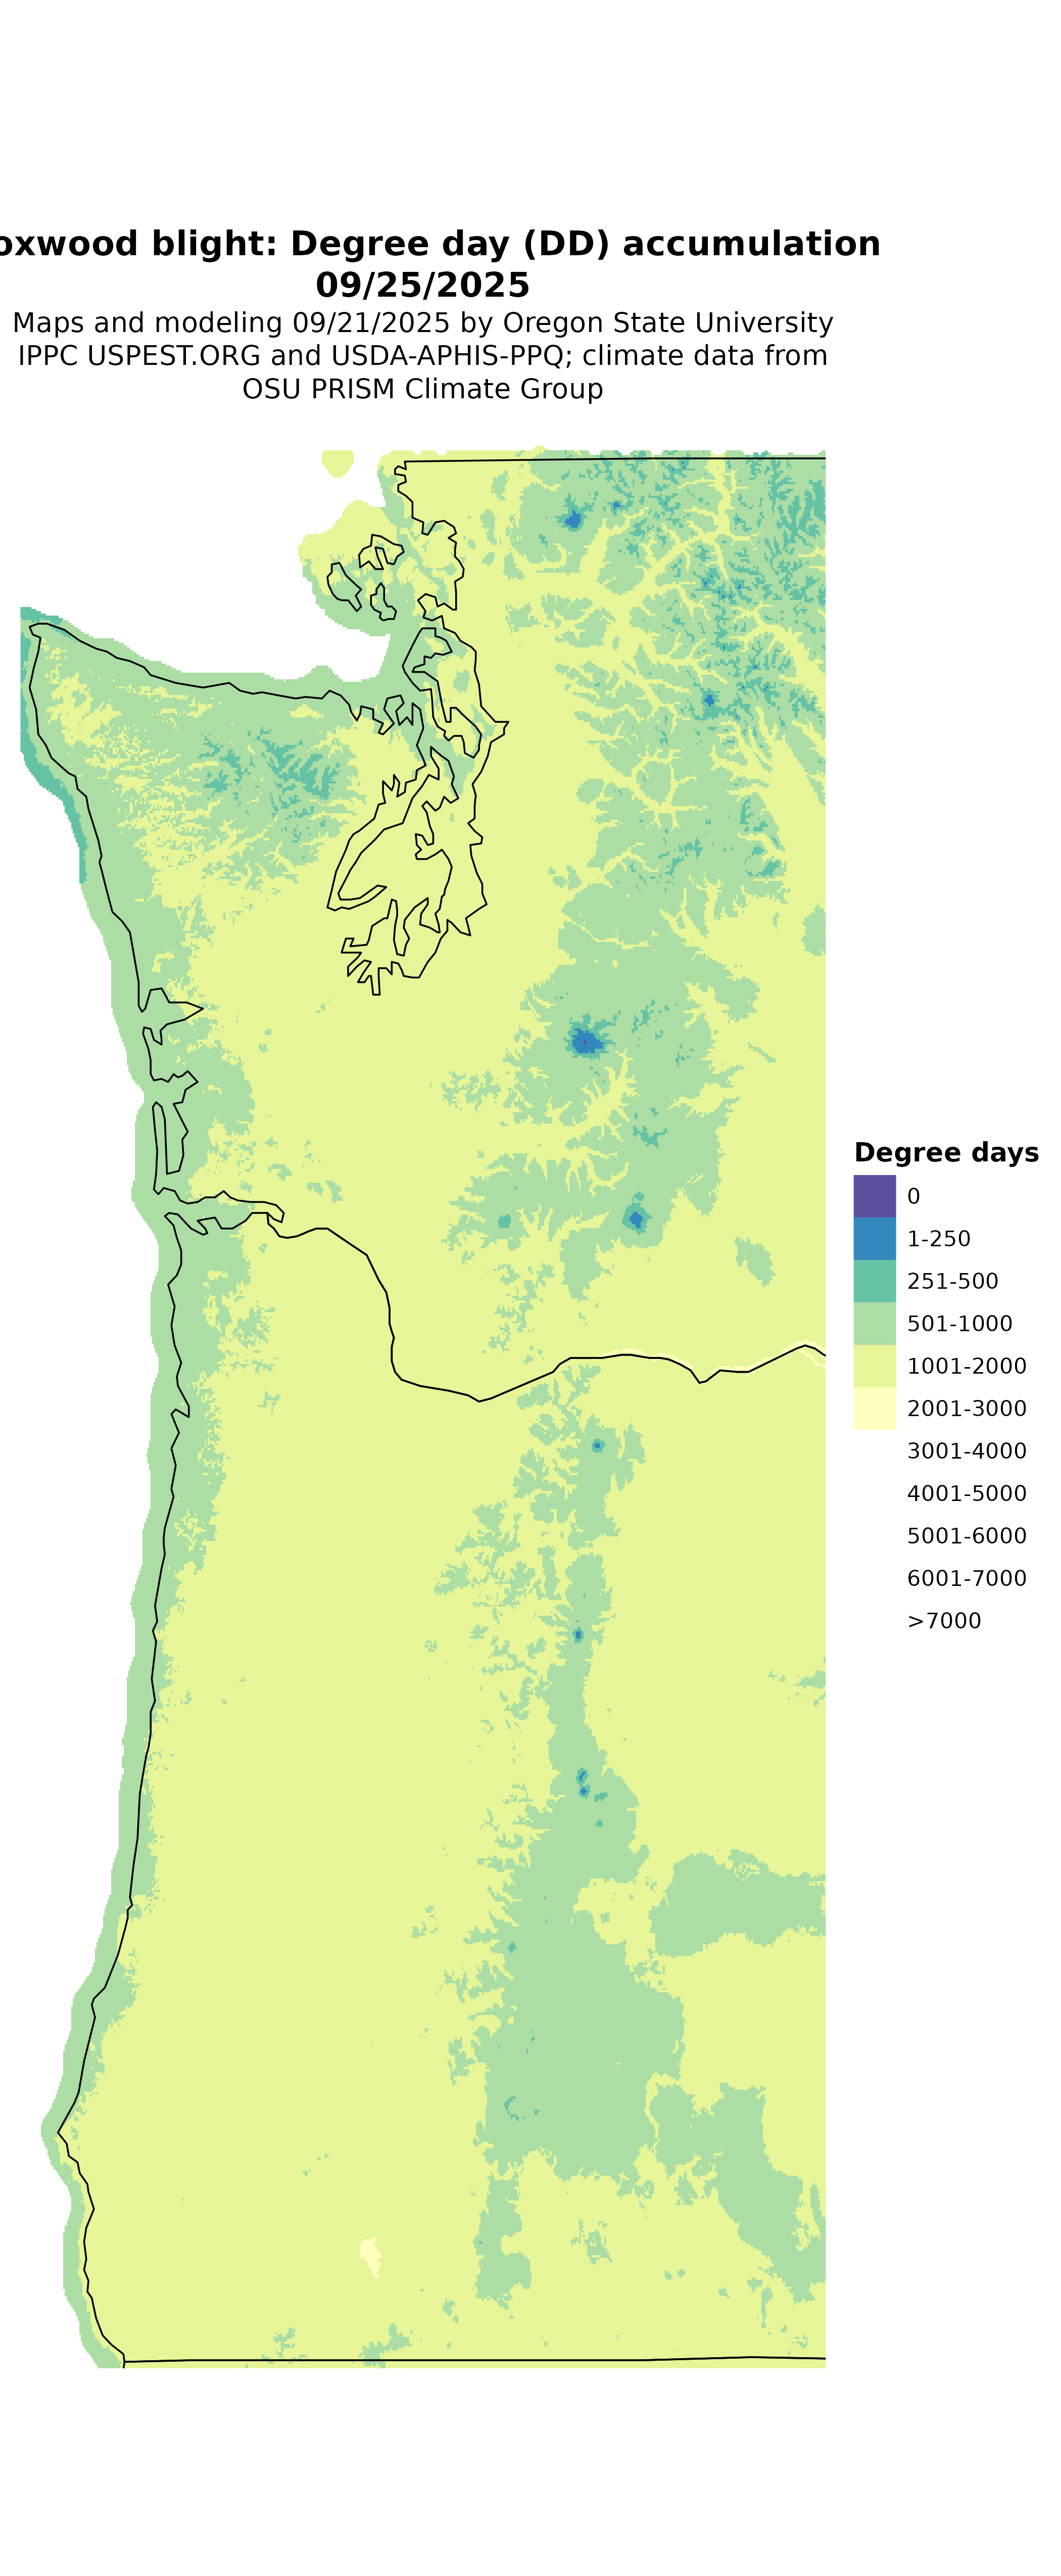 oxwood blight: Degree day (DD) accumulation
09/25/2025
Maps and modeling 09/21/2025 by Oregon State University
IPPC USPEST.ORG and USDA-APHIS-PPQ; climate data from
OSU PRISM Climate Group
Degree days
0
1-250
251-500
501-1000
1001-2000
2001-3000
3001-4000
4001-5000
5001-6000
6001-7000
>7000